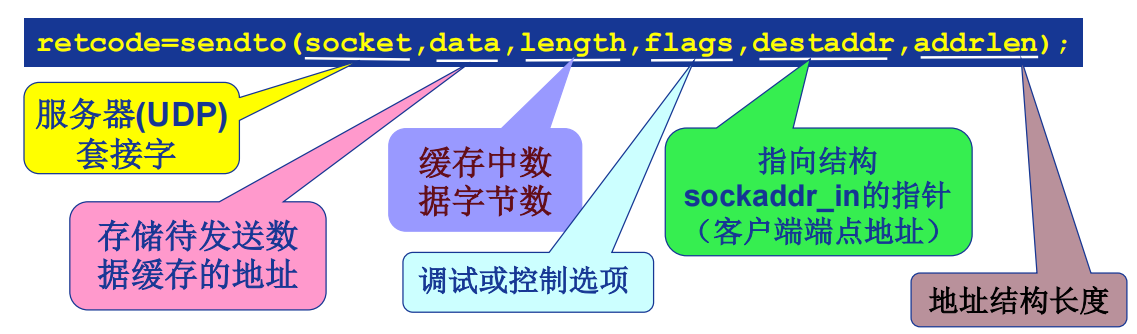 retcode=sendto(socket,data,length,flags,destaddr,addrlen);
服务器(UDP)
套接字
存储待发送数
据缓存的地址
缓存中数
据字节数
调试或控制选项
指向结构
sockaddr_in的指针
（客户端端点地址）
地址结构长度